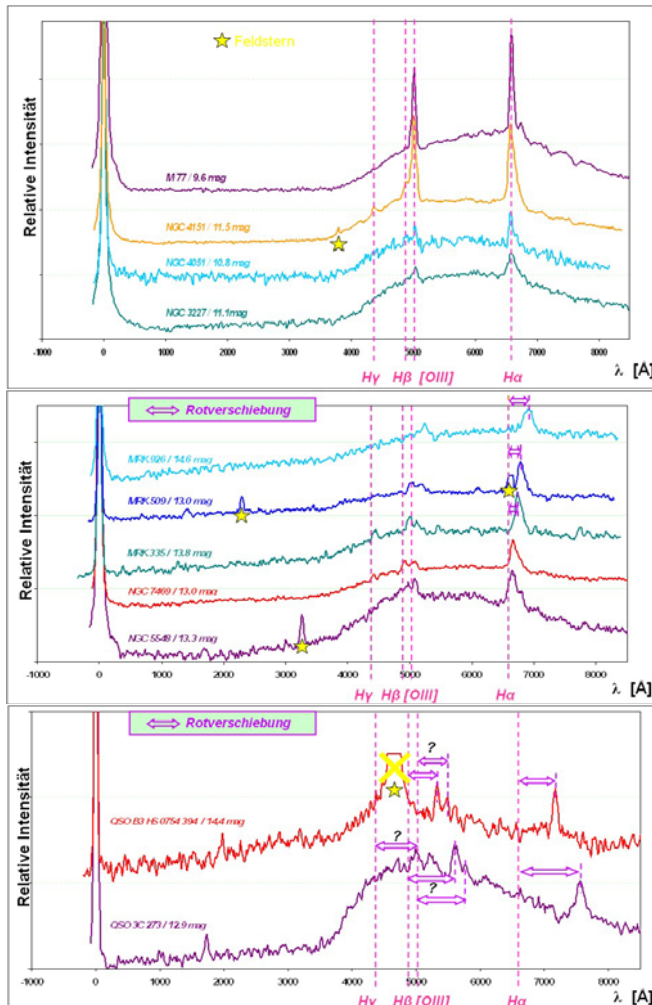 Feldstern
Relative Intensität
M 77 / 9.6 mag
NGC 4151 / 11.5 mag
NGC 4051 / 10.8 mag
NGC 3227 / 11.1mag
-1000 0 1000 2000 3000 4000 5000 6000 7000 8000
λ [Å]
Hγ Hβ [OIII] Hα
Rotverschiebung
Relative Intensität
MRK 926 / 14.6 mag
MRK 509 / 13.0 mag
MRK 335 / 13.8 mag
NGC 7469 / 13.0 mag
NGC 5548 / 13.3 mag
-1000 0 1000 2000 3000 4000 5000 6000 7000 8000
λ [Å]
Hγ Hβ [OIII] Hα
Rotverschiebung
Relative Intensität
?
QSO B3 HS 0754 394 / 14.4 mag
?
?
QSO 3C 273 / 12.9 mag
-1000 0 1000 2000 3000 4000 5000 6000 7000 8000
λ [Å]
Hγ Hβ [OIII] Hα